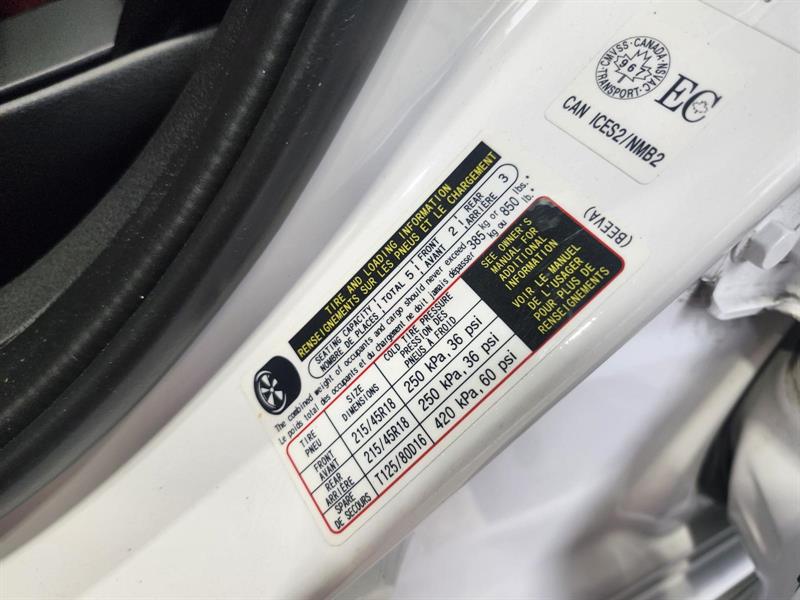 CMVSS · CANADA · NSVAC
967
TRANSPORT
EC
CAN ICES2/NMB2
TIRE AND LOADING INFORMATION
RENSEIGNEMENTS SUR LES PNEUS ET LE CHARGEMENT
SEATING CAPACITY
NOMBRE DE PLACES
TOTAL 5
FRONT
AVANT
2
REAR
ARRIÈRE
3
The combined weight of occupants and cargo should never exceed 385 kg or 850 lbs.
Le poids total des occupants et du chargement ne doit jamais dépasser 385 kg ou 850 lb.
TIRE
PNEU
SIZE
DIMENSIONS
COLD TIRE PRESSURE
PRESSION DES
PNEUS À FROID
FRONT
AVANT
215/45R18
250 kPa, 36 psi
REAR
ARRIÈRE
215/45R18
250 kPa, 36 psi
SPARE
DE SECOURS
T125/80D16
420 kPa, 60 psi
SEE OWNER'S
MANUAL FOR
ADDITIONAL
INFORMATION
VOIR LE MANUEL
DE L'USAGER
POUR PLUS DE
RENSEIGNEMENTS
(BEEVA)